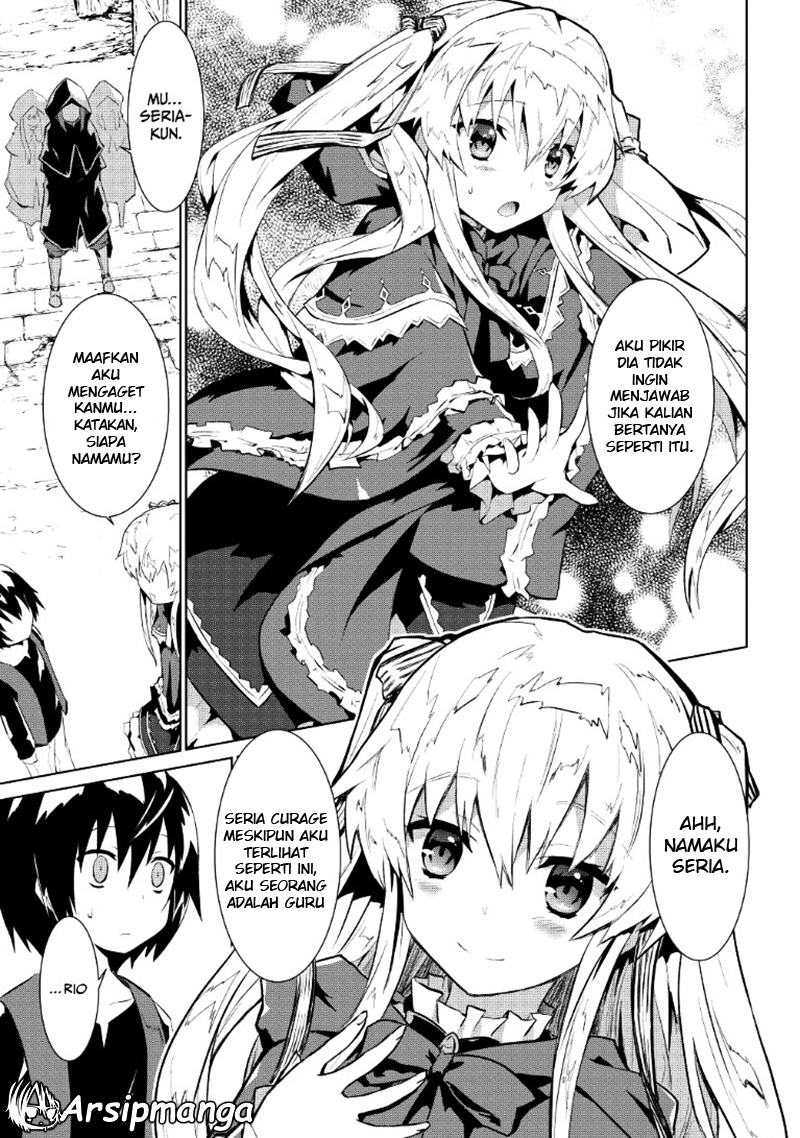 AKU PIKIR
DIA TIDAK
INGIN
MENJAWAB
JIKA KALIAN
BERTANYA
SEPERTI ITU.
MU...
SERIA-
KUN.
MAAFKAN
AKU
MENGAGET
KANMU...
KATAKAN,
SIAPA
NAMAMU?
AHH,
NAMAKU
SERIA.
SERIA CURAGE
MESKIPUN AKU
TERLIHAT
SEPERTI INI,
AKU SEORANG
ADALAH GURU
...RIO
Arsipmanga